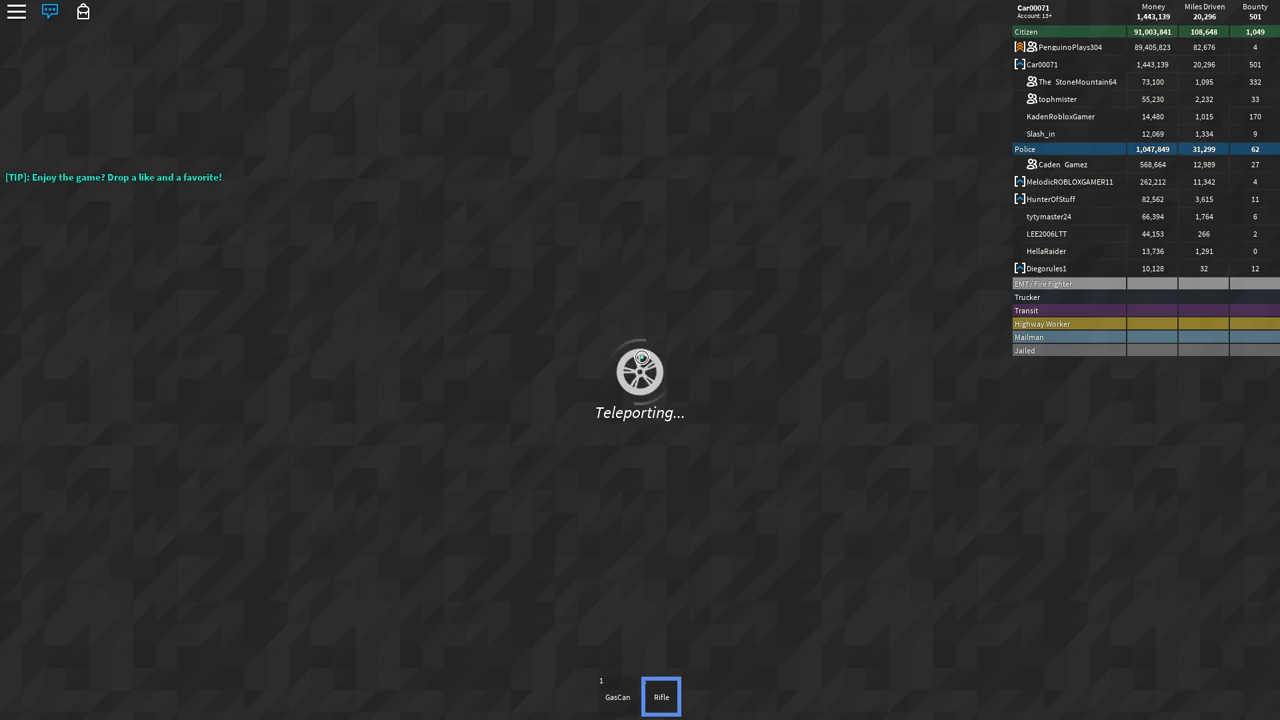 Car00071 Money Miles Driven Bounty
Account: 13+ 1,443,139 20,296 501
Citizen 91,003,841 108,648 1,049
PenguinoPlays304 89,405,823 82,676 4
Car00071 1,443,139 20,296 501
The_StoneMountain64 73,100 1,095 332
tophmister 55,230 2,232 33
KadenRobloxGamer 14,480 1,015 170
Slash_in 12,069 1,334 9
Police 1,047,849 31,299 62
Caden_Gamez 568,664 12,989 27
MelodicROBLOXGAMER11 262,212 11,342 4
HunterOfStuff 82,562 3,615 11
tytymaster24 66,394 1,764 6
LEE2006LTT 44,153 266 2
HellaRaider 13,736 1,291 0
Diegorules1 10,128 32 12
EMT / Fire Fighter
Trucker
Transit
Highway Worker
Mailman
Jailed
[TIP]: Enjoy the game? Drop a like and a favorite!
Teleporting...
1
GasCan Rifle